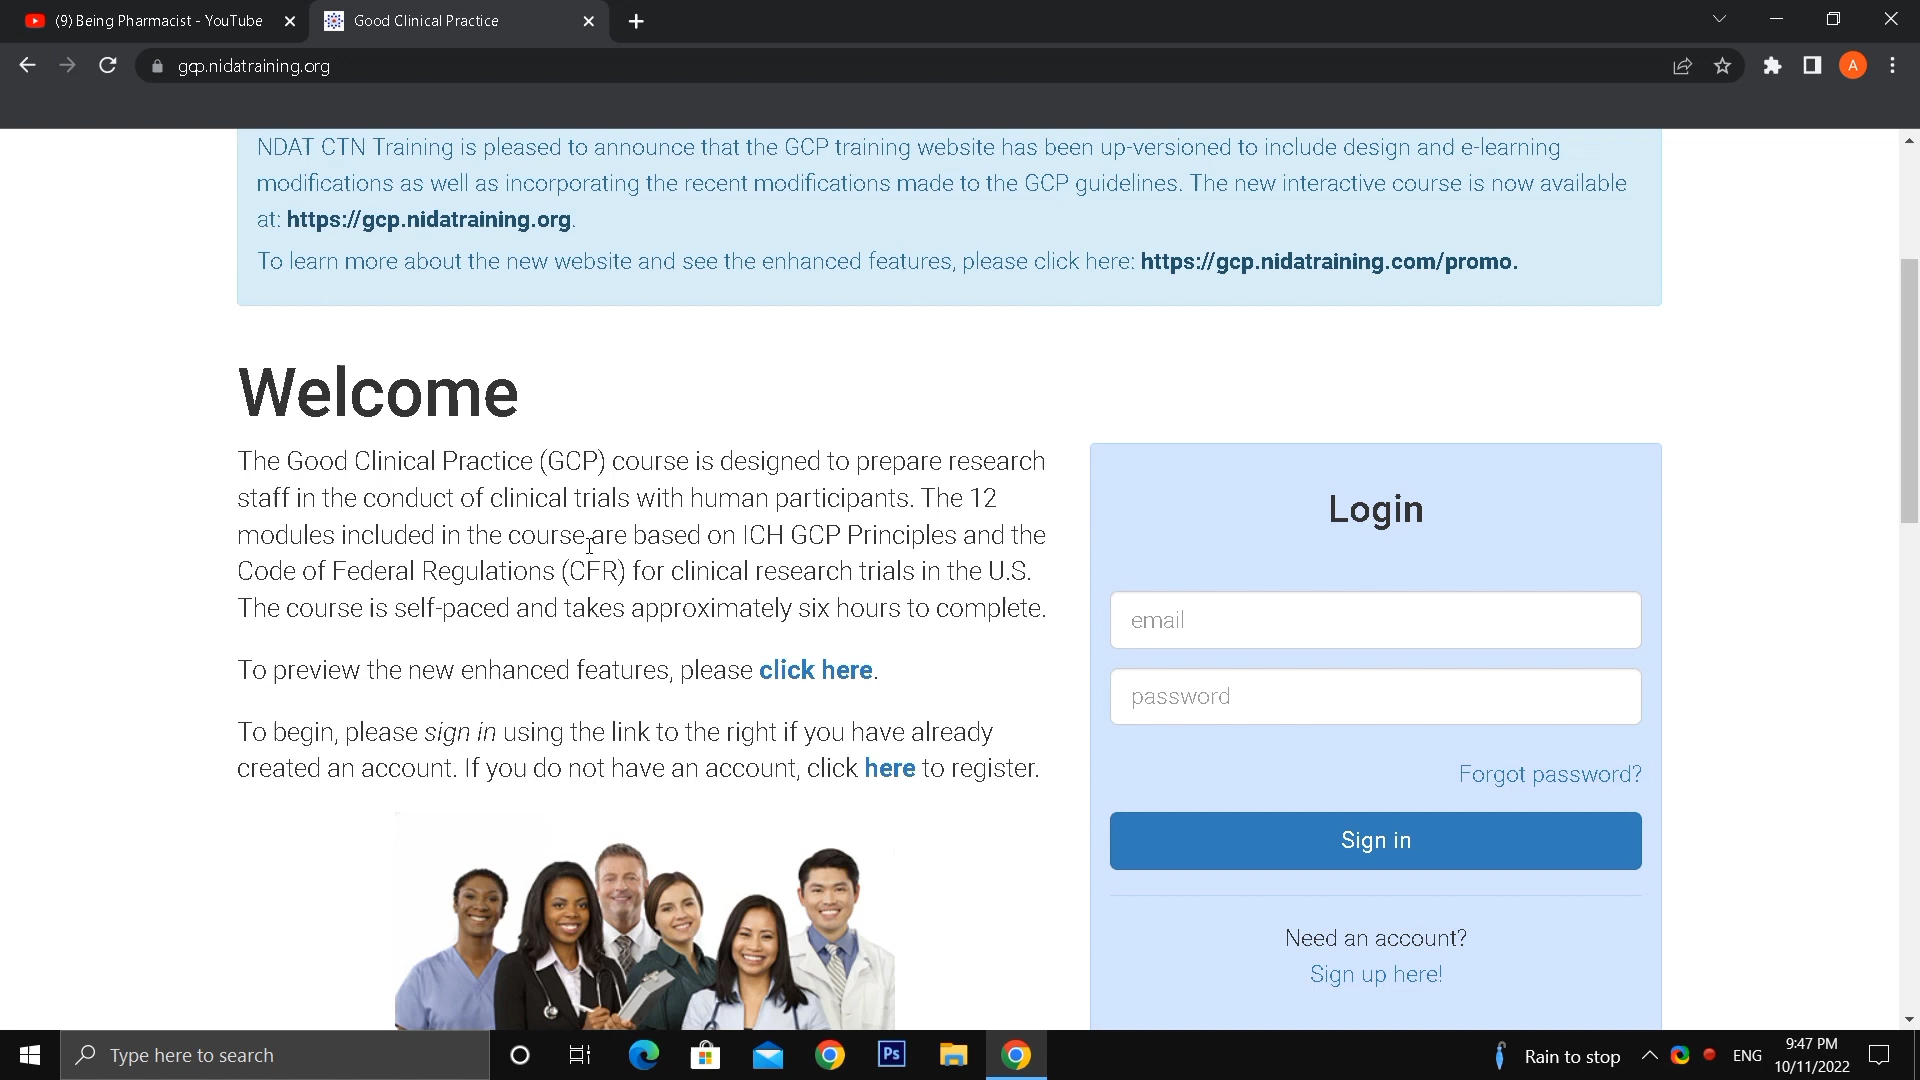 (9) Being Pharmacist - YouTube
Good Clinical Practice
gcp.nidatraining.org
A
NDAT CTN Training is pleased to announce that the GCP training website has been up-versioned to include design and e-learning
modifications as well as incorporating the recent modifications made to the GCP guidelines. The new interactive course is now available
at: https://gcp.nidatraining.org.
To learn more about the new website and see the enhanced features, please click here: https://gcp.nidatraining.com/promo.
Welcome
The Good Clinical Practice (GCP) course is designed to prepare research
staff in the conduct of clinical trials with human participants. The 12
modules included in the course are based on ICH GCP Principles and the
Code of Federal Regulations (CFR) for clinical research trials in the U.S.
The course is self-paced and takes approximately six hours to complete.
To preview the new enhanced features, please click here.
To begin, please sign in using the link to the right if you have already
created an account. If you do not have an account, click here to register.
Login
email
password
Forgot password?
Sign in
Need an account?
Sign up here!
Type here to search
Ps
Rain to stop
ENG
9:47 PM
10/11/2022